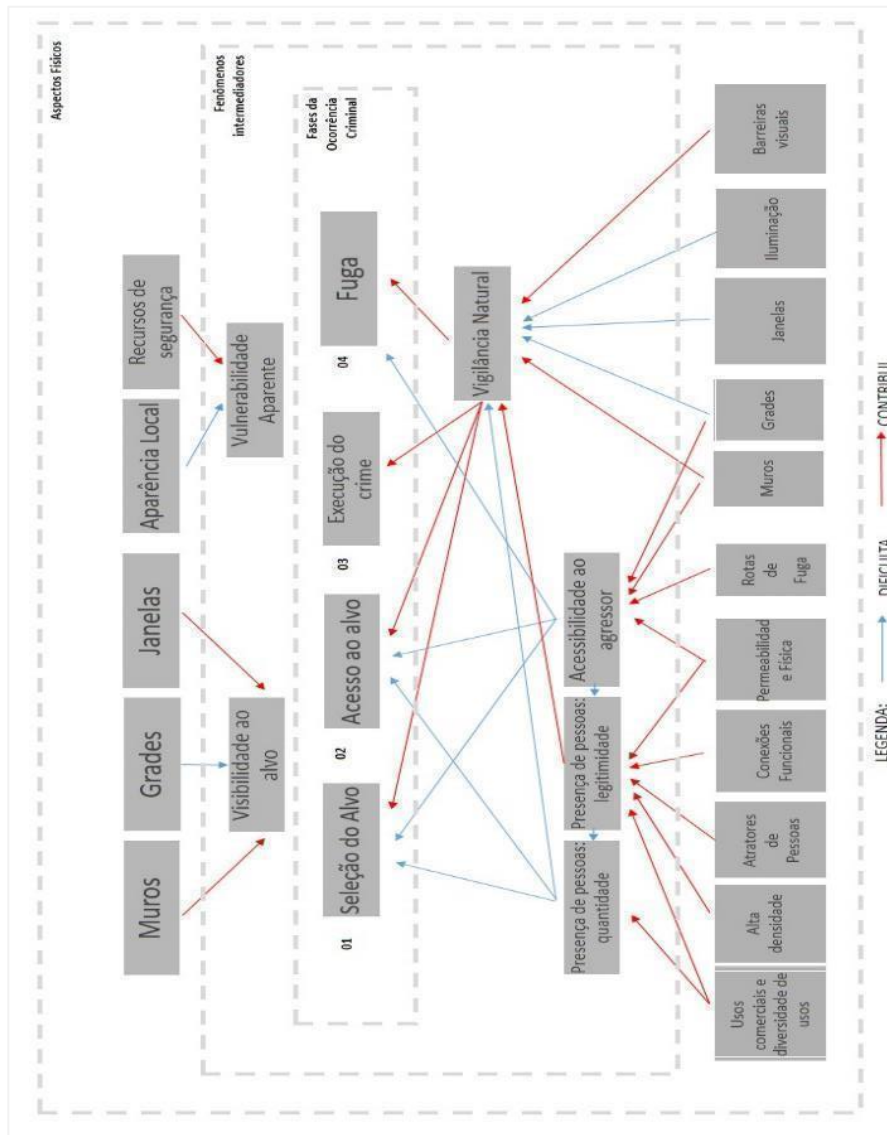 Aspectos Físicos
Muros
Grades
Janelas
Aparência Local
Recursos de
segurança
Fenômenos
intermediadores
Visibilidade ao
alvo
Vulnerabilidade
Aparente
Fases da
Ocorrência
Criminal
01
Seleção do Alvo
02
Acesso ao alvo
03
Execução do
crime
04
Fuga
Vigilância Natural
Presença de pessoas:
quantidade
Presença de pessoas:
legitimidade
Acessibilidade ao
agressor
Usos
comerciais e
diversidade de
usos
Alta
densidade
Atratores
de
Pessoas
Conexões
Funcionais
Permeabilidad
e Física
Rotas
de
Fuga
Muros
Grades
Janelas
Iluminação
Barreiras
visuais
LEGENDA: DIFICULTA CONTRIBUI